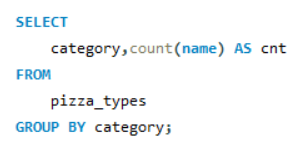 SELECT
    category,count(name) AS cnt
FROM
    pizza_types
GROUP BY category;